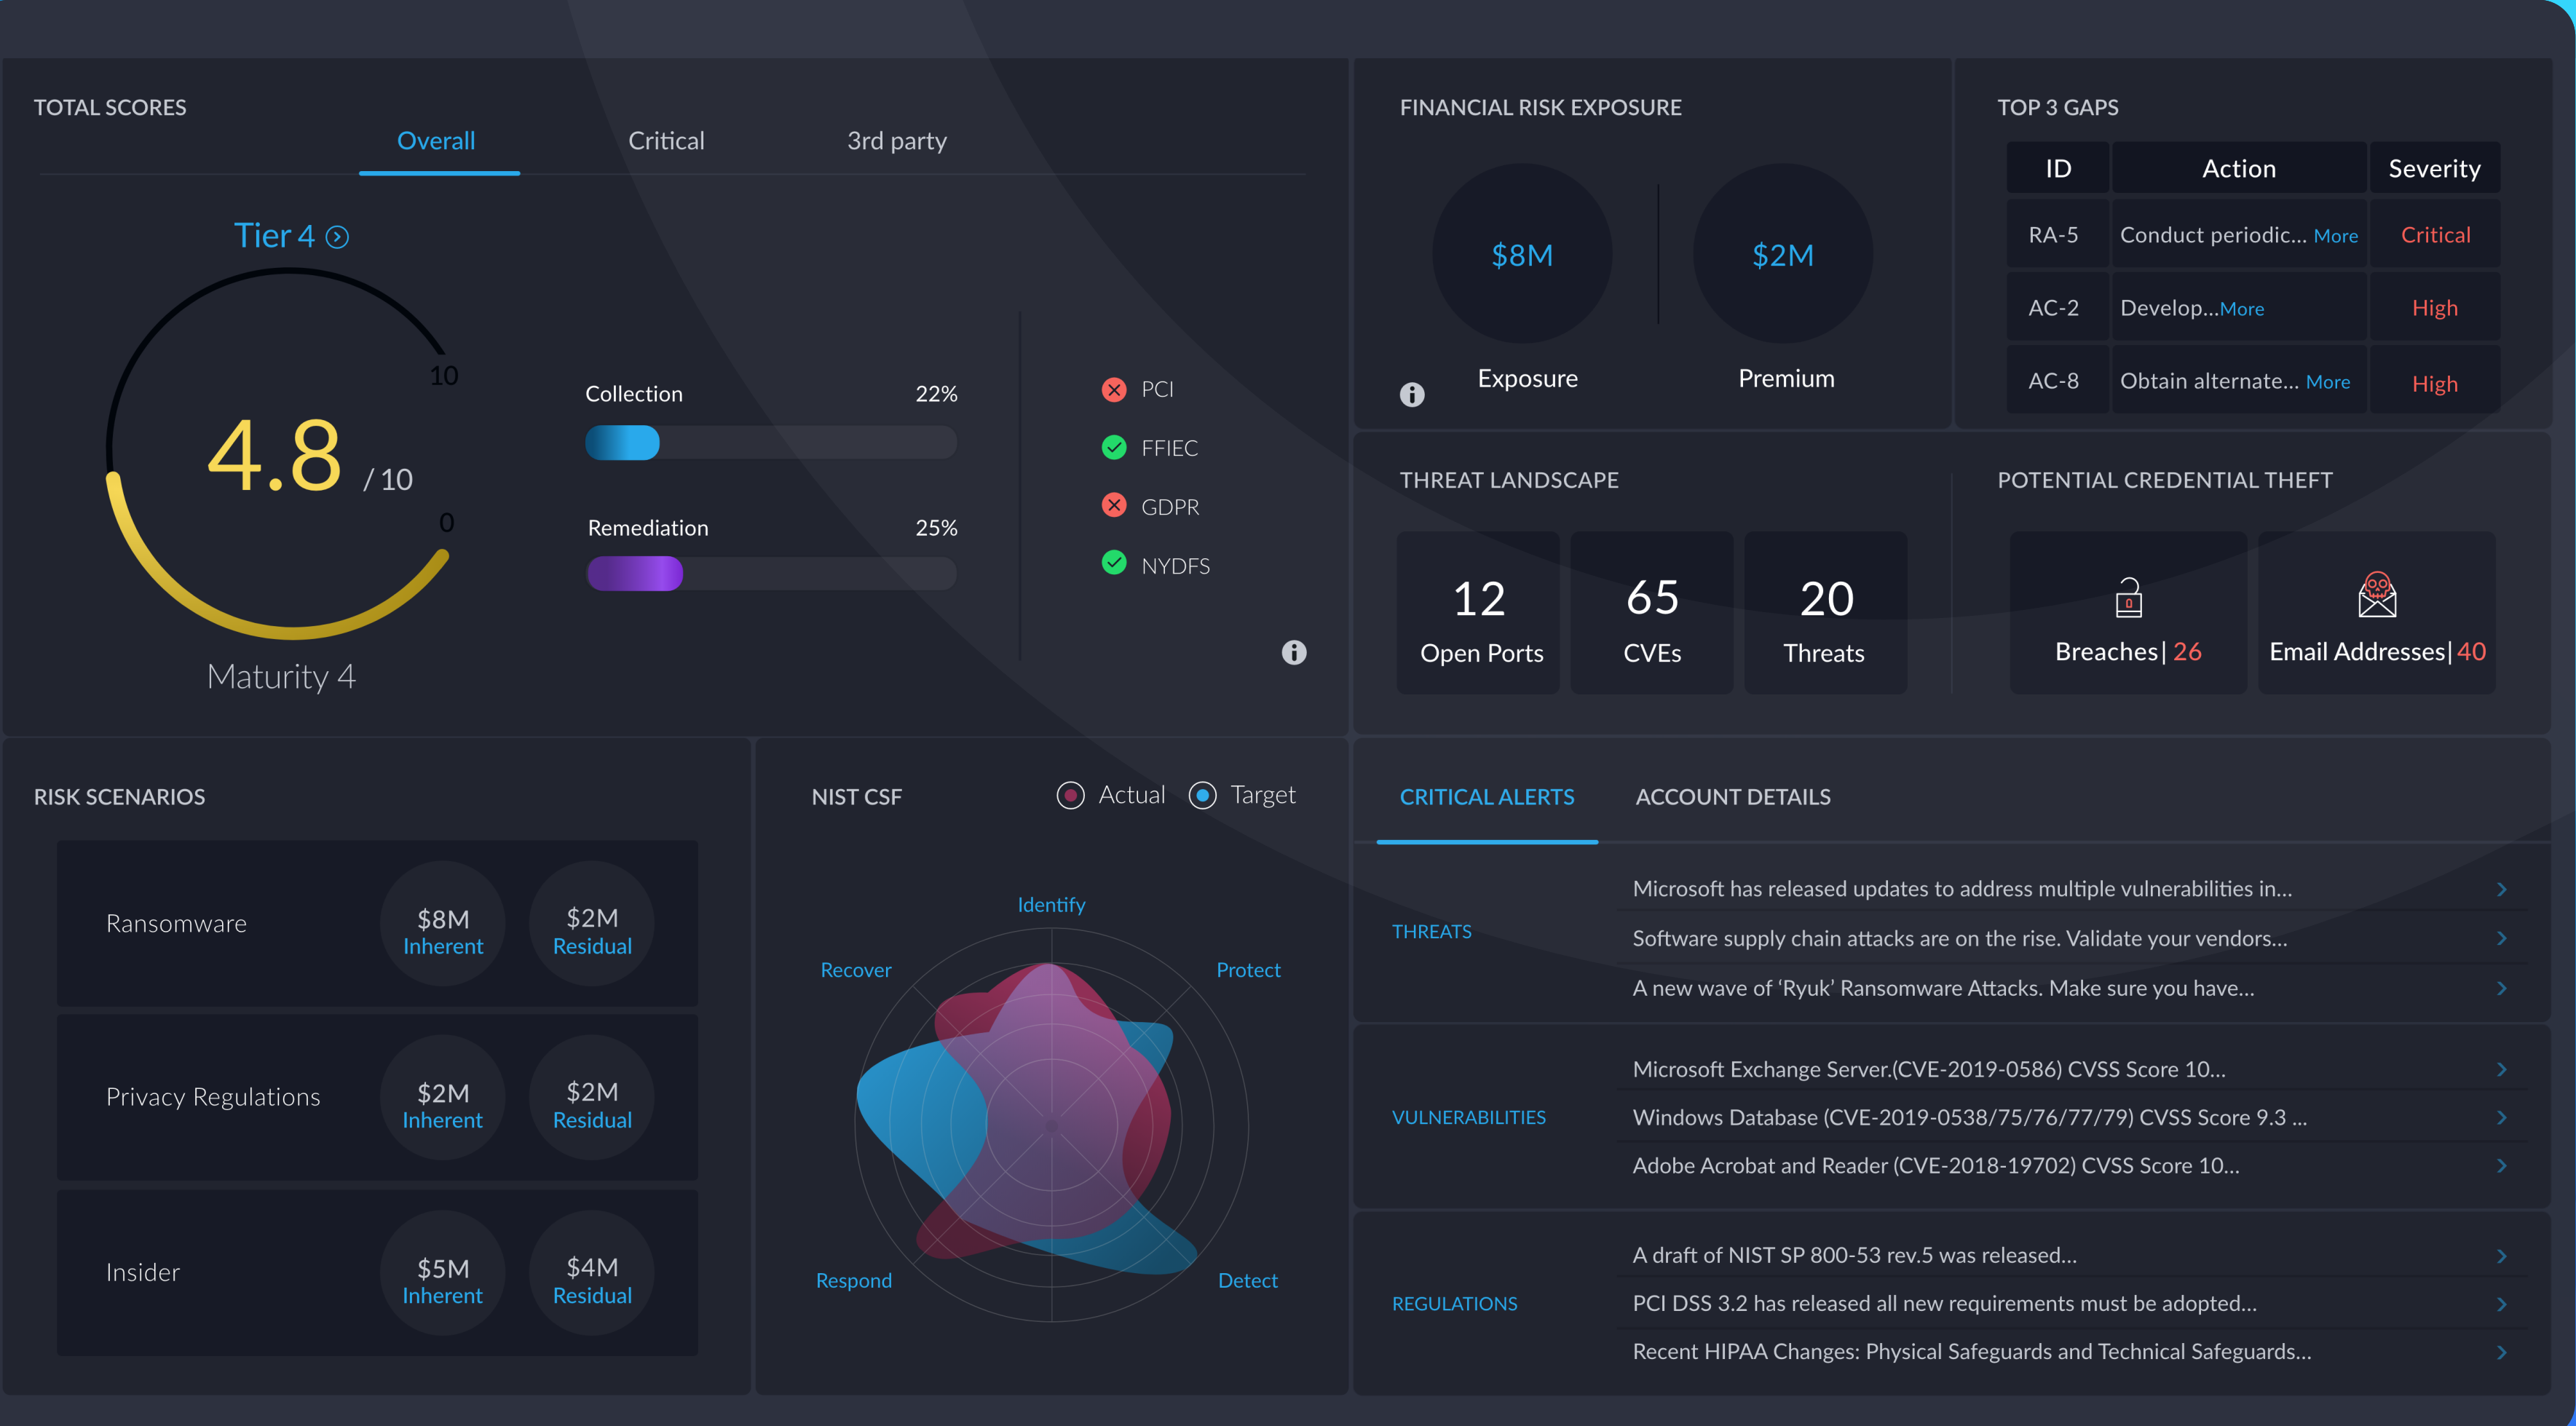 TOTAL SCORES
Overall
Critical
3rd party
Tier 4
10
4.8 / 10
0
Maturity 4
Collection 22%
Remediation 25%
PCI
FFIEC
GDPR
NYDFS
FINANCIAL RISK EXPOSURE
$8M
Exposure
$2M
Premium
TOP 3 GAPS
ID Action Severity
RA-5 Conduct periodic... More Critical
AC-2 Develop...More High
AC-8 Obtain alternate... More High
THREAT LANDSCAPE
12
Open Ports
65
CVEs
20
Threats
POTENTIAL CREDENTIAL THEFT
Breaches| 26
Email Addresses| 40
RISK SCENARIOS
Ransomware
$8M
Inherent
$2M
Residual
Privacy Regulations
$2M
Inherent
$2M
Residual
Insider
$5M
Inherent
$4M
Residual
NIST CSF
Actual
Target
Identify
Protect
Detect
Respond
Recover
CRITICAL ALERTS
ACCOUNT DETAILS
THREATS
Microsoft has released updates to address multiple vulnerabilities in...
Software supply chain attacks are on the rise. Validate your vendors...
A new wave of ‘Ryuk’ Ransomware Attacks. Make sure you have...
VULNERABILITIES
Microsoft Exchange Server.(CVE-2019-0586) CVSS Score 10...
Windows Database (CVE-2019-0538/75/76/77/79) CVSS Score 9.3 ...
Adobe Acrobat and Reader (CVE-2018-19702) CVSS Score 10...
REGULATIONS
A draft of NIST SP 800-53 rev.5 was released...
PCI DSS 3.2 has released all new requirements must be adopted...
Recent HIPAA Changes: Physical Safeguards and Technical Safeguards...